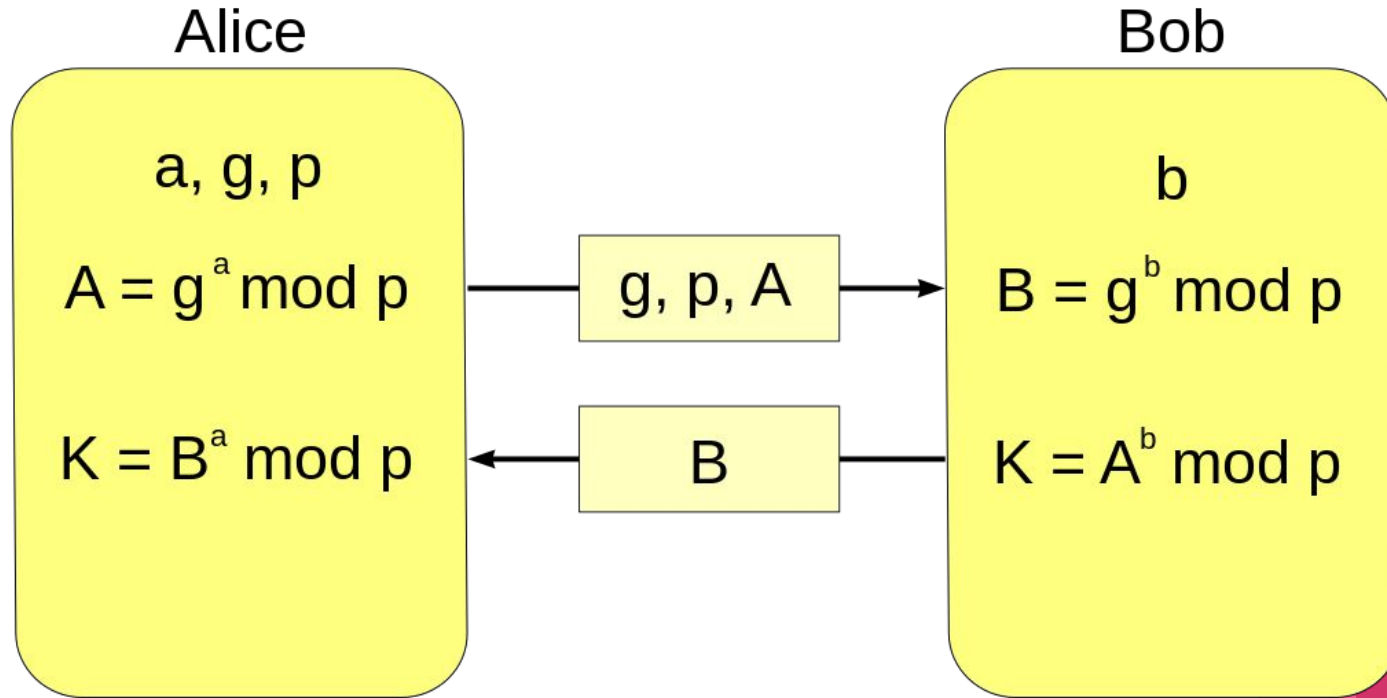 Alice
a, g, p
A = g^a mod p
K = B^a mod p
g, p, A
B
Bob
b
B = g^b mod p
K = A^b mod p